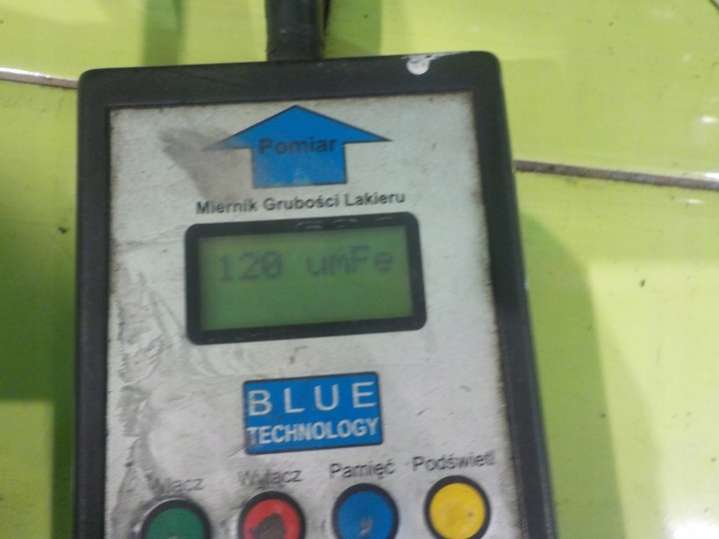 Pomiar
Miernik Grubości Lakieru
120 umFe
BLUE
TECHNOLOGY
Włącz Wyłącz Pamięć Podświetl